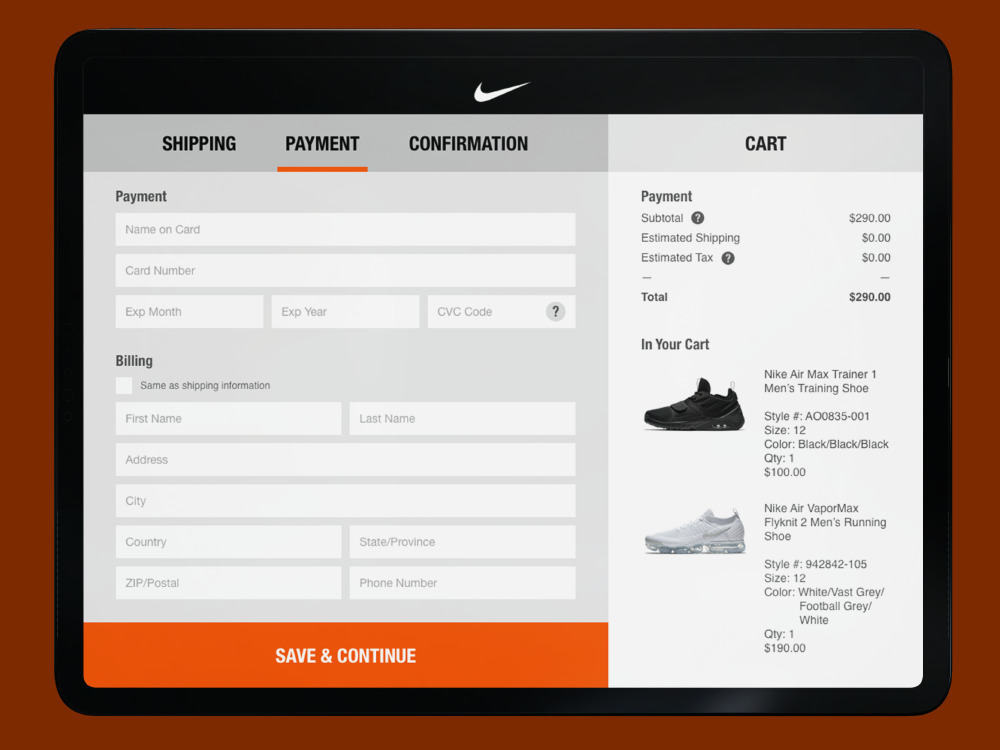 SHIPPING
PAYMENT
CONFIRMATION
CART
Payment
Name on Card
Card Number
Exp Month
Exp Year
CVC Code
?
Billing
Same as shipping information
First Name
Last Name
Address
City
Country
State/Province
ZIP/Postal
Phone Number
SAVE & CONTINUE
Payment
Subtotal ? $290.00
Estimated Shipping $0.00
Estimated Tax ? $0.00
— —
Total $290.00
In Your Cart
Nike Air Max Trainer 1
Men's Training Shoe
Style #: AO0835-001
Size: 12
Color: Black/Black/Black
Qty: 1
$100.00
Nike Air VaporMax
Flyknit 2 Men's Running
Shoe
Style #: 942842-105
Size: 12
Color: White/Vast Grey/
Football Grey/
White
Qty: 1
$190.00